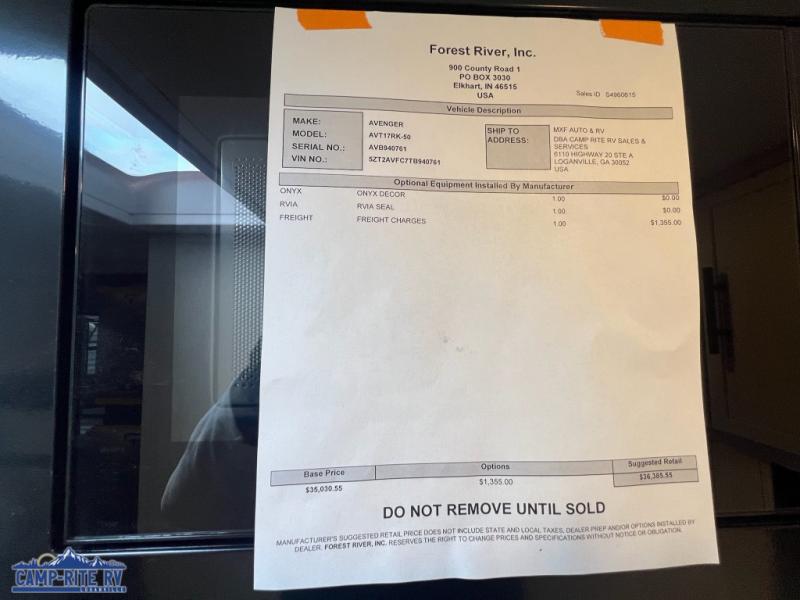 Forest River, Inc.
900 County Road 1
PO BOX 3030
Elkhart, IN 46515
USA
Sales ID S4960615
Vehicle Description
MAKE: AVENGER
MODEL: AVT17RK-50
SERIAL NO.: AVB940761
VIN NO.: 5ZT2AVFC7TB940761
SHIP TO
ADDRESS:
MXF AUTO & RV
DBA CAMP RITE RV SALES &
SERVICES
6110 HIGHWAY 20 STE A
LOGANVILLE, GA 30052
USA
Optional Equipment Installed By Manufacturer
ONYX ONYX DECOR 1.00 $0.00
RVIA RVIA SEAL 1.00 $0.00
FREIGHT FREIGHT CHARGES 1.00 $1,355.00
Base Price Options Suggested Retail
$35,030.55 $1,355.00 $36,385.55
DO NOT REMOVE UNTIL SOLD
MANUFACTURER'S SUGGESTED RETAIL PRICE DOES NOT INCLUDE STATE AND LOCAL TAXES, DEALER PREP AND/OR OPTIONS INSTALLED BY
DEALER. FOREST RIVER, INC. RESERVES THE RIGHT TO CHANGE PRICES AND SPECIFICATIONS WITHOUT NOTICE OR OBLIGATION.
CAMP-RITE RV
LOGANVILLE